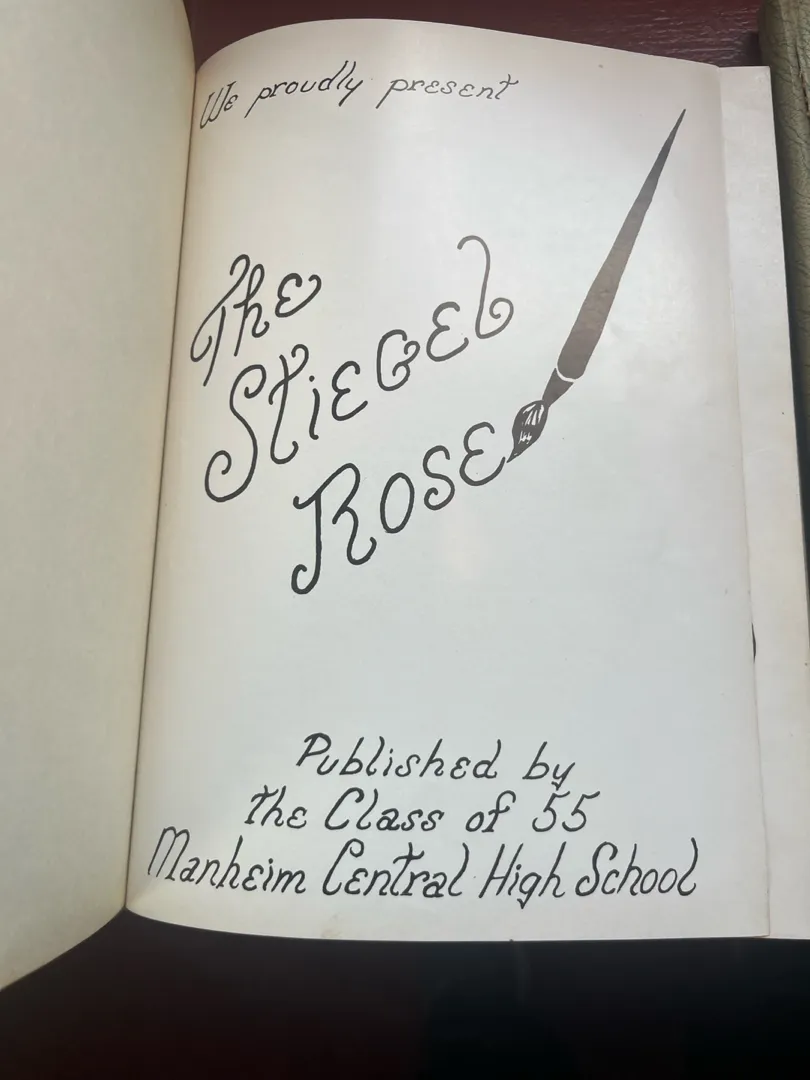 We proudly present
The
Stiegel
Rose
Published by
the Class of 55
Manheim Central High School